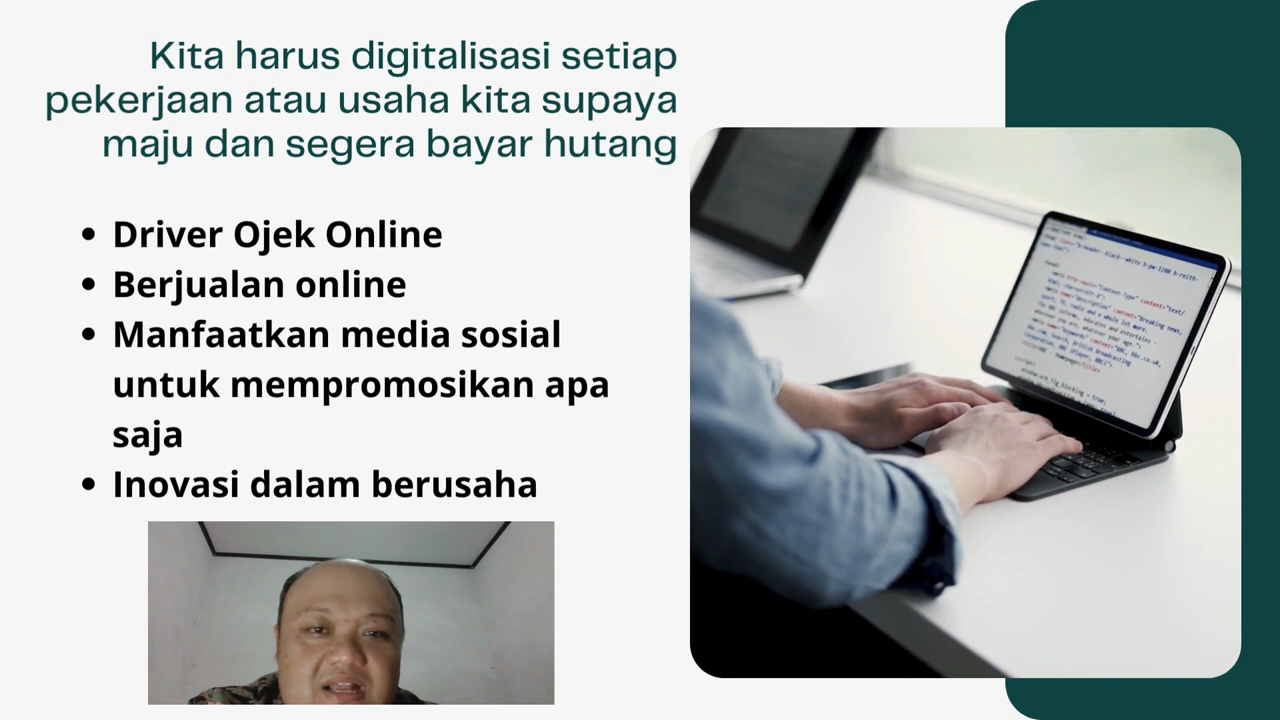 Kita harus digitalisasi setiap
pekerjaan atau usaha kita supaya
maju dan segera bayar hutang
Driver Ojek Online
Berjualan online
Manfaatkan media sosial
untuk mempromosikan apa
saja
Inovasi dalam berusaha